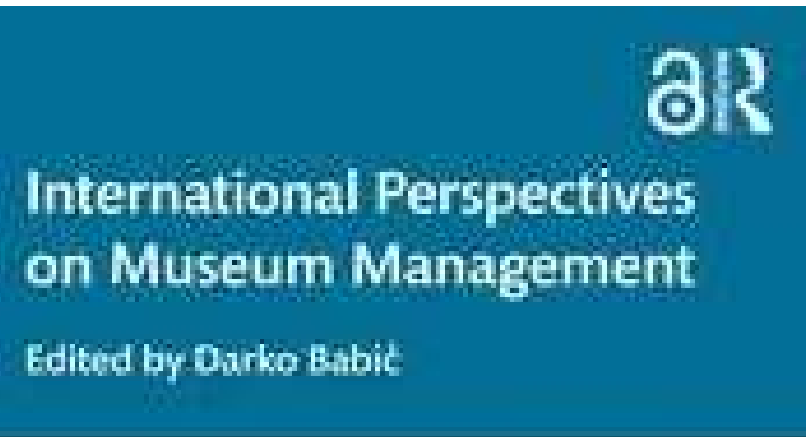 International Perspectives
on Museum Management
Edited by Darko Babić